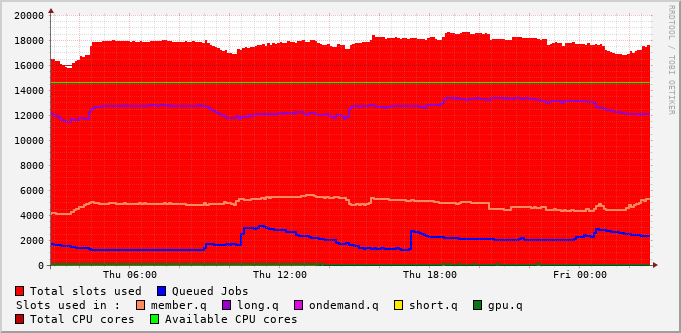 20000
18000
16000
14000
12000
10000
8000
6000
4000
2000
0
Thu 06:00 Thu 12:00 Thu 18:00 Fri 00:00
Total slots used Queued Jobs
Slots used in : member.q long.q ondemand.q short.q gpu.q
Total CPU cores Available CPU cores
RRDTOOL / TOBI OETIKER